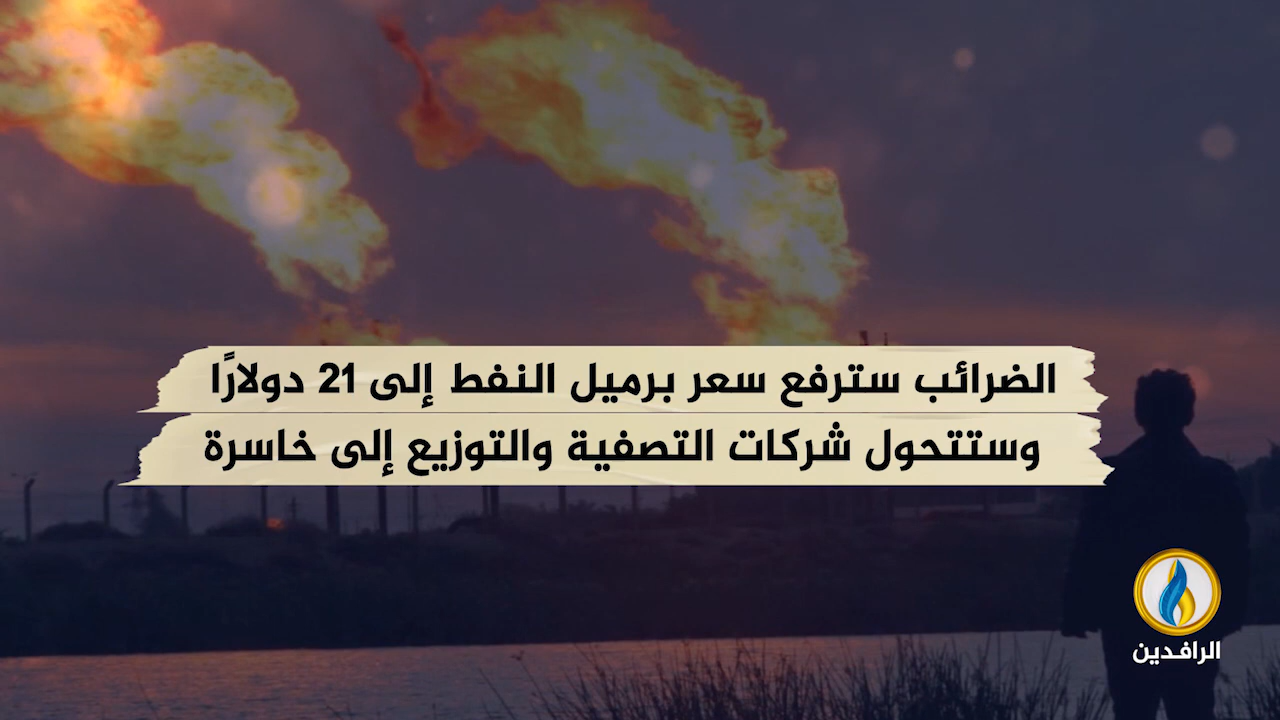 الضرائب سترفع سعر برميل النفط إلى 21 دولارًا
وستتحول شركات التصفية والتوزيع إلى خاسرة
الرافدين